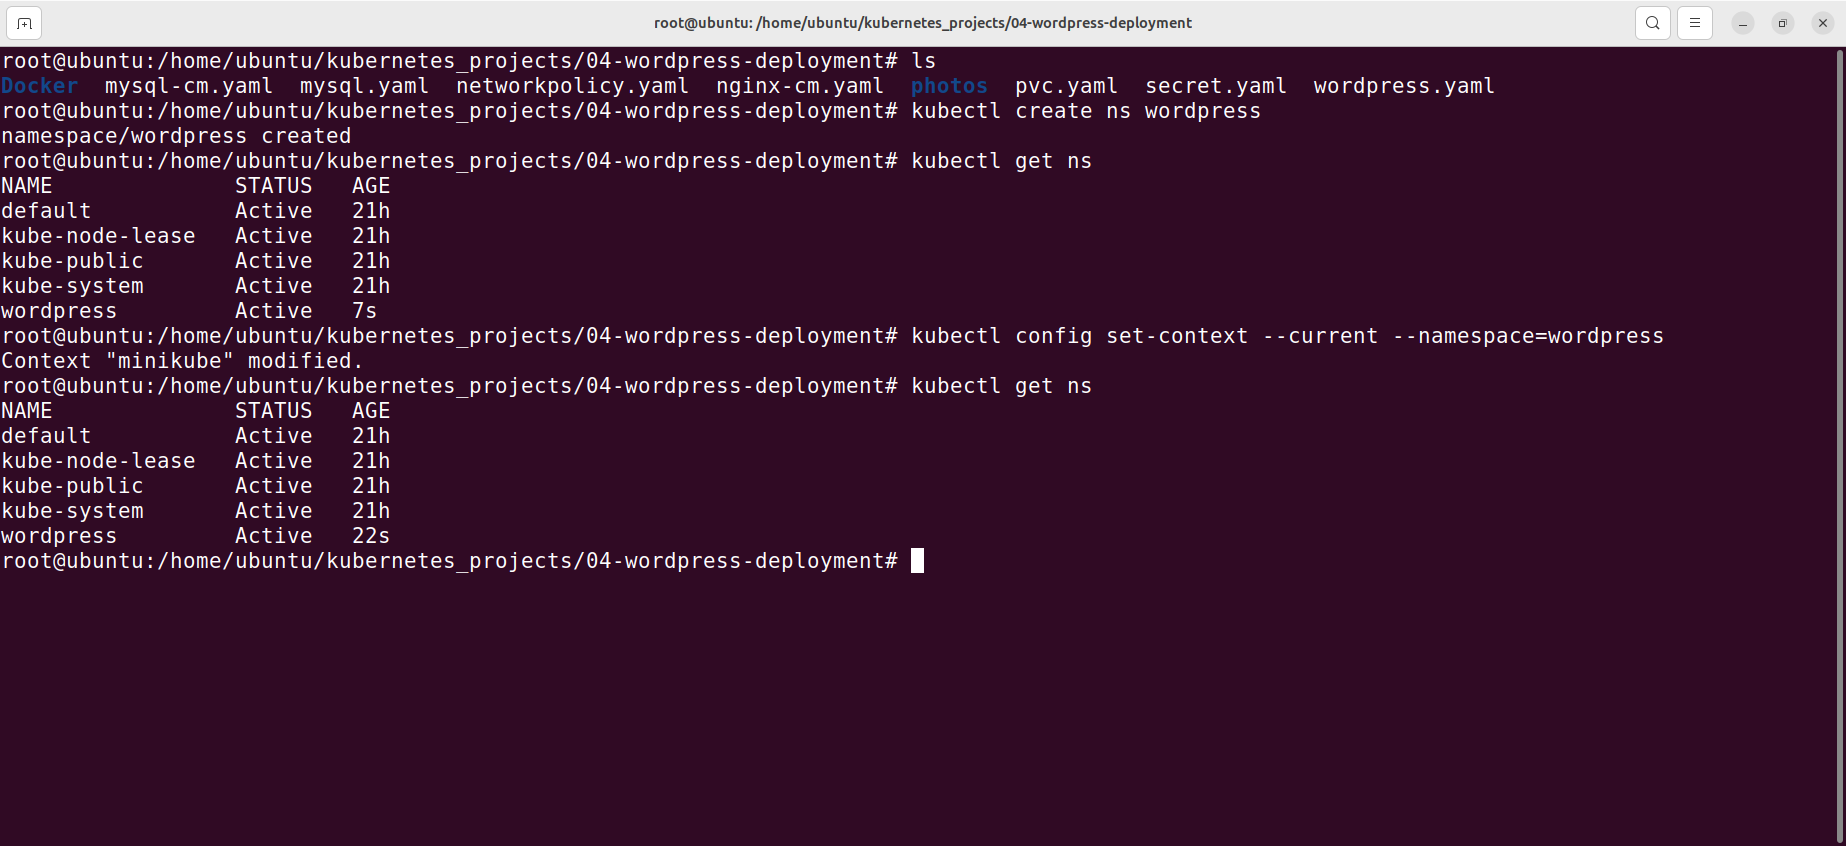 root@ubuntu: /home/ubuntu/kubernetes_projects/04-wordpress-deployment
root@ubuntu:/home/ubuntu/kubernetes_projects/04-wordpress-deployment# ls
Docker  mysql-cm.yaml  mysql.yaml  networkpolicy.yaml  nginx-cm.yaml  photos  pvc.yaml  secret.yaml  wordpress.yaml
root@ubuntu:/home/ubuntu/kubernetes_projects/04-wordpress-deployment# kubectl create ns wordpress
namespace/wordpress created
root@ubuntu:/home/ubuntu/kubernetes_projects/04-wordpress-deployment# kubectl get ns
NAME              STATUS   AGE
default           Active   21h
kube-node-lease   Active   21h
kube-public       Active   21h
kube-system       Active   21h
wordpress         Active   7s
root@ubuntu:/home/ubuntu/kubernetes_projects/04-wordpress-deployment# kubectl config set-context --current --namespace=wordpress
Context "minikube" modified.
root@ubuntu:/home/ubuntu/kubernetes_projects/04-wordpress-deployment# kubectl get ns
NAME              STATUS   AGE
default           Active   21h
kube-node-lease   Active   21h
kube-public       Active   21h
kube-system       Active   21h
wordpress         Active   22s
root@ubuntu:/home/ubuntu/kubernetes_projects/04-wordpress-deployment#